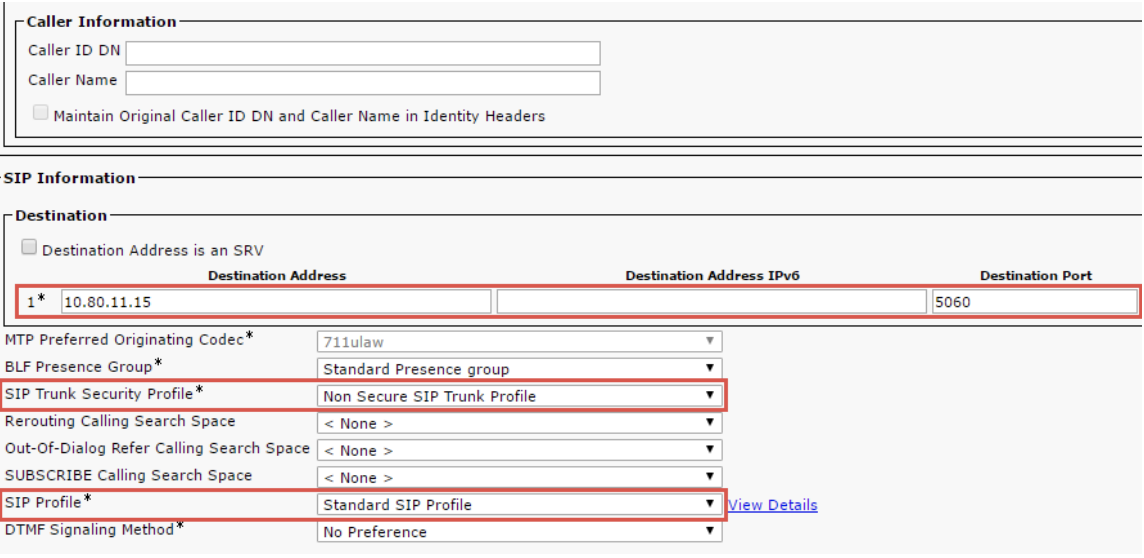 Caller Information
Caller ID DN
Caller Name
Maintain Original Caller ID DN and Caller Name in Identity Headers
SIP Information
Destination
Destination Address is an SRV
Destination Address Destination Address IPv6 Destination Port
1* 10.80.11.15 5060
MTP Preferred Originating Codec* 711ulaw
BLF Presence Group* Standard Presence group
SIP Trunk Security Profile* Non Secure SIP Trunk Profile
Rerouting Calling Search Space < None >
Out-Of-Dialog Refer Calling Search Space < None >
SUBSCRIBE Calling Search Space < None >
SIP Profile* Standard SIP Profile View Details
DTMF Signaling Method* No Preference